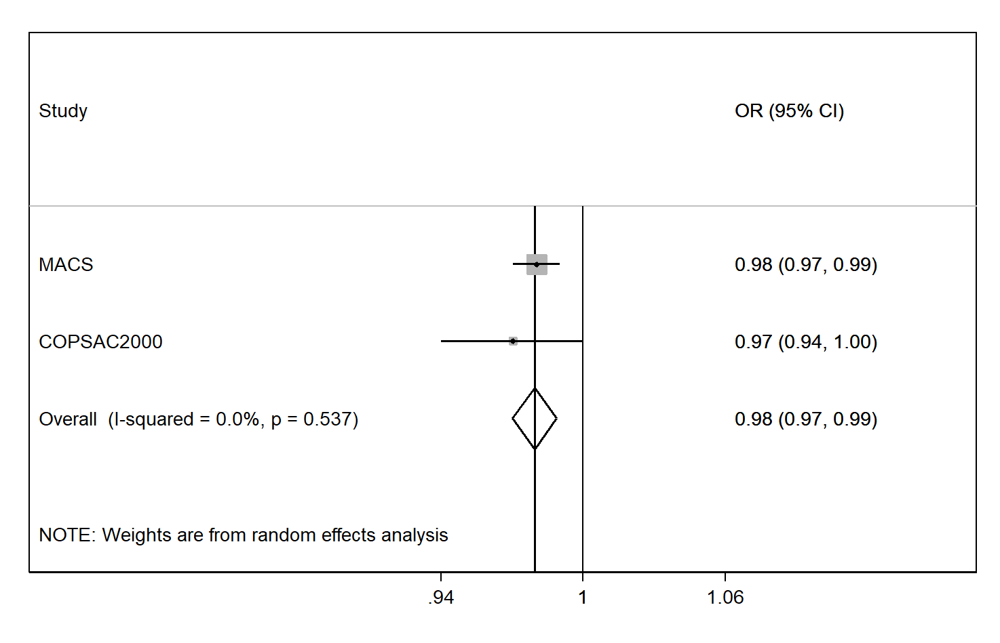 Study OR (95% CI)
MACS 0.98 (0.97, 0.99)
COPSAC2000 0.97 (0.94, 1.00)
Overall  (I-squared = 0.0%, p = 0.537) 0.98 (0.97, 0.99)
NOTE: Weights are from random effects analysis
.94 1 1.06